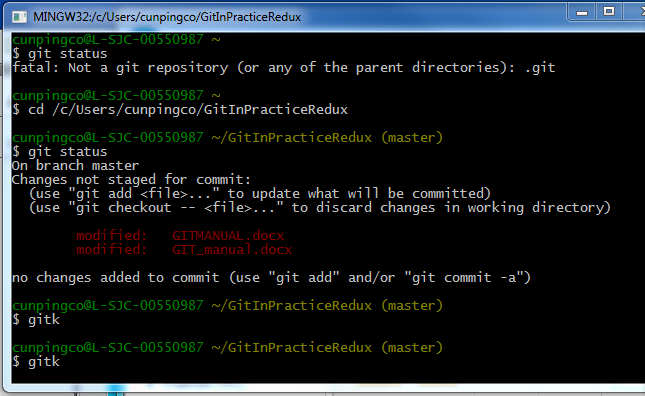 MINGW32:/c/Users/cunpingco/GitInPracticeRedux
cunpingco@L-SJC-00550987 ~
$ git status
fatal: Not a git repository (or any of the parent directories): .git
cunpingco@L-SJC-00550987 ~
$ cd /c/Users/cunpingco/GitInPracticeRedux
cunpingco@L-SJC-00550987 ~/GitInPracticeRedux (master)
$ git status
On branch master
Changes not staged for commit:
  (use "git add <file>..." to update what will be committed)
  (use "git checkout -- <file>..." to discard changes in working directory)
        modified:   GITMANUAL.docx
        modified:   GIT_manual.docx
no changes added to commit (use "git add" and/or "git commit -a")
cunpingco@L-SJC-00550987 ~/GitInPracticeRedux (master)
$ gitk
cunpingco@L-SJC-00550987 ~/GitInPracticeRedux (master)
$ gitk